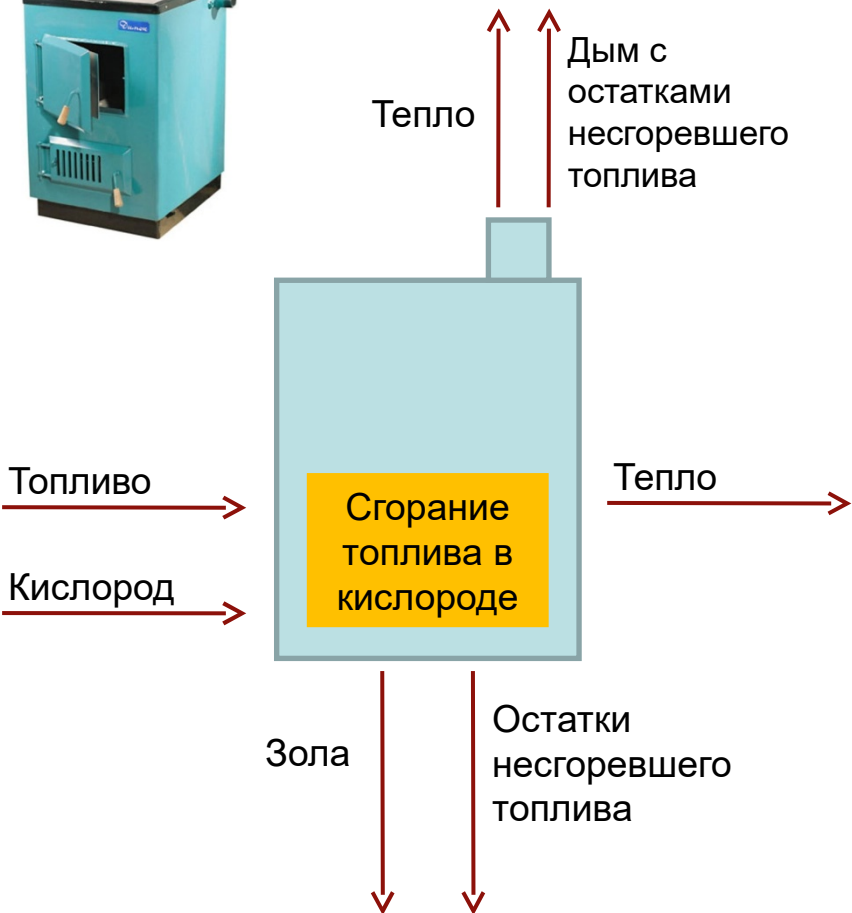 Тепло
Дым с
остатками
несгоревшего
топлива
Топливо
Кислород
Сгорание
топлива в
кислороде
Тепло
Зола
Остатки
несгоревшего
топлива